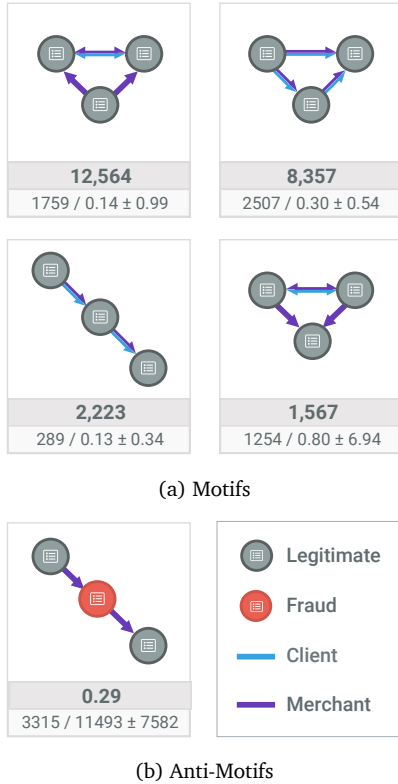 12,564
1759 / 0.14 ± 0.99
8,357
2507 / 0.30 ± 0.54
2,223
289 / 0.13 ± 0.34
1,567
1254 / 0.80 ± 6.94
(a) Motifs
0.29
3315 / 11493 ± 7582
Legitimate
Fraud
Client
Merchant
(b) Anti-Motifs